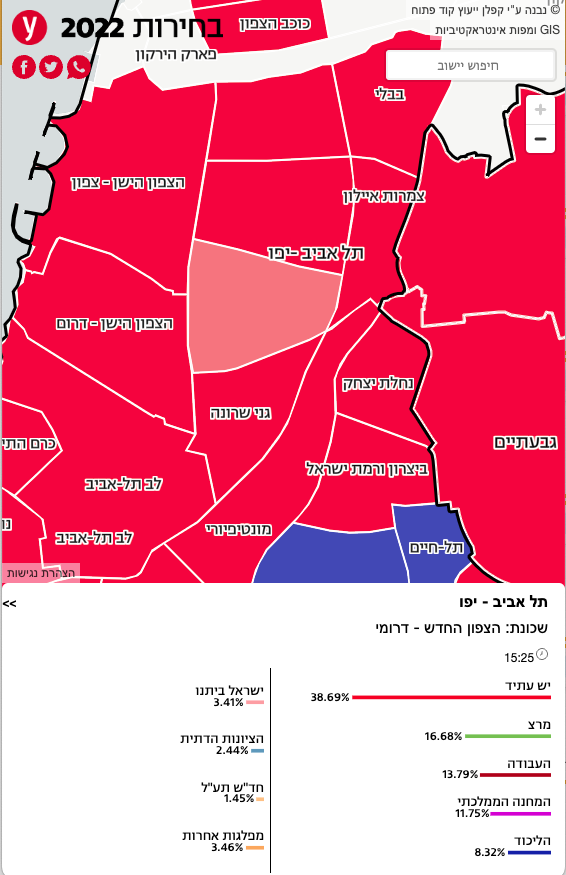 © נבנה ע"י קפלן ייעוץ קוד פתוח
GIS ומפות אינטראקטיביות
בחירות 2022
y
חיפוש יישוב
+
−
כוכב הצפון
פארק הירקון
בבלי
הצפון הישן - צפון
צמרות איילון
תל אביב -יפו
הצפון הישן - דרום
נחלת יצחק
גני שרונה
גבעתיים
כרם התי
ביצרון ורמת ישראל
לב תל-אביב
מונטיפיורי
לב תל-אביב
תל-חיים
הצהרת נגישות
תל אביב - יפו
>>
שכונת: הצפון החדש - דרומי
15:25
יש עתיד
38.69%
מרצ
16.68%
העבודה
13.79%
המחנה הממלכתי
11.75%
הליכוד
8.32%
ישראל ביתנו
3.41%
הציונות הדתית
2.44%
חד"ש תע"ל
1.45%
מפלגות אחרות
3.46%